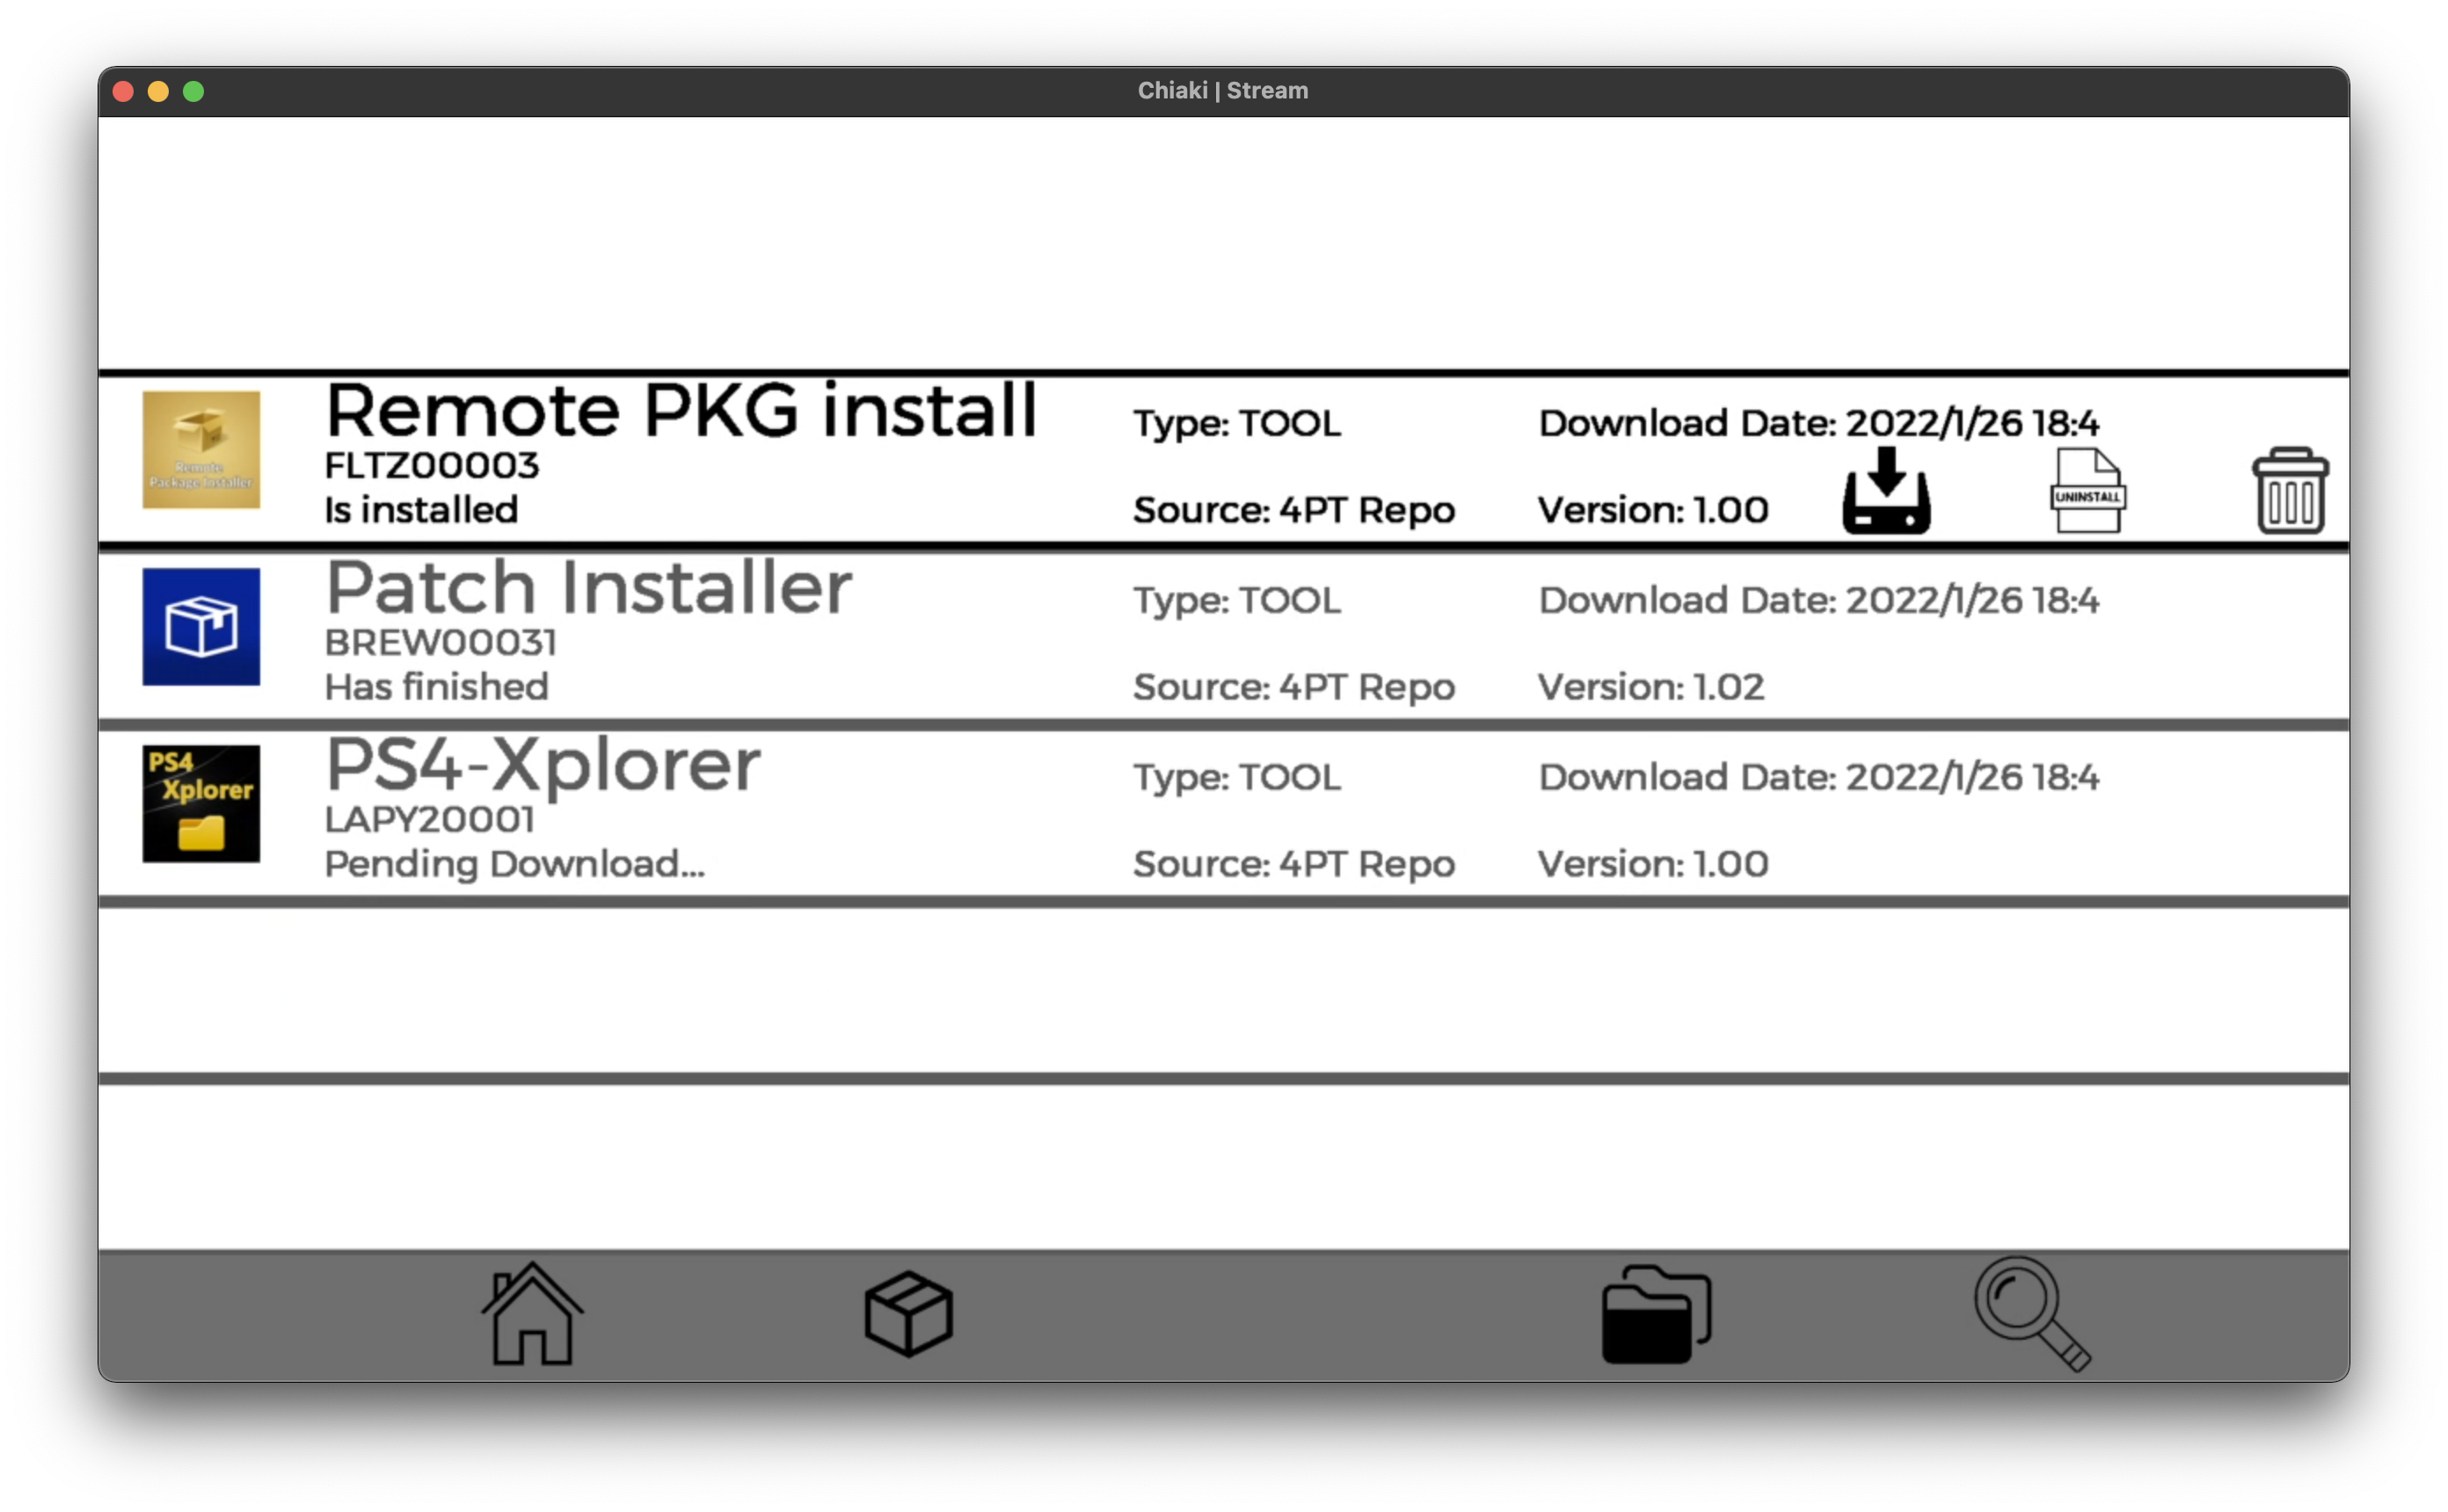 Chiaki | Stream
Remote PKG install
Type: TOOL
Download Date: 2022/1/26 18:4
FLTZ00003
Is installed
Source: 4PT Repo
Version: 1.00
UNINSTALL
Remote
Package Installer
Patch Installer
Type: TOOL
Download Date: 2022/1/26 18:4
BREW00031
Has finished
Source: 4PT Repo
Version: 1.02
PS4
Xplorer
PS4-Xplorer
Type: TOOL
Download Date: 2022/1/26 18:4
LAPY20001
Pending Download...
Source: 4PT Repo
Version: 1.00